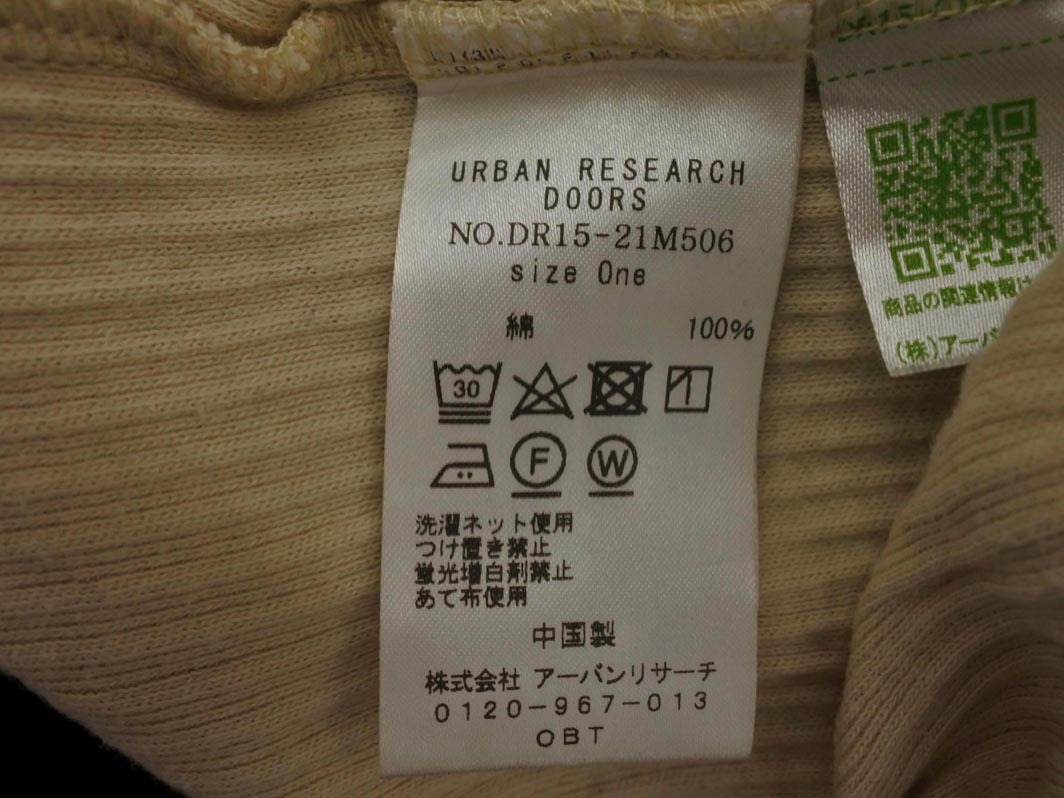 URBAN RESEARCH
DOORS
NO.DR15-21M506
size One
綿 100%
30
F W
洗濯ネット使用
つけ置き禁止
蛍光増白剤禁止
あて布使用
中国製
株式会社 アーバンリサーチ
0120-967-013
OBT
商品の関連情報は
(株)アーバ